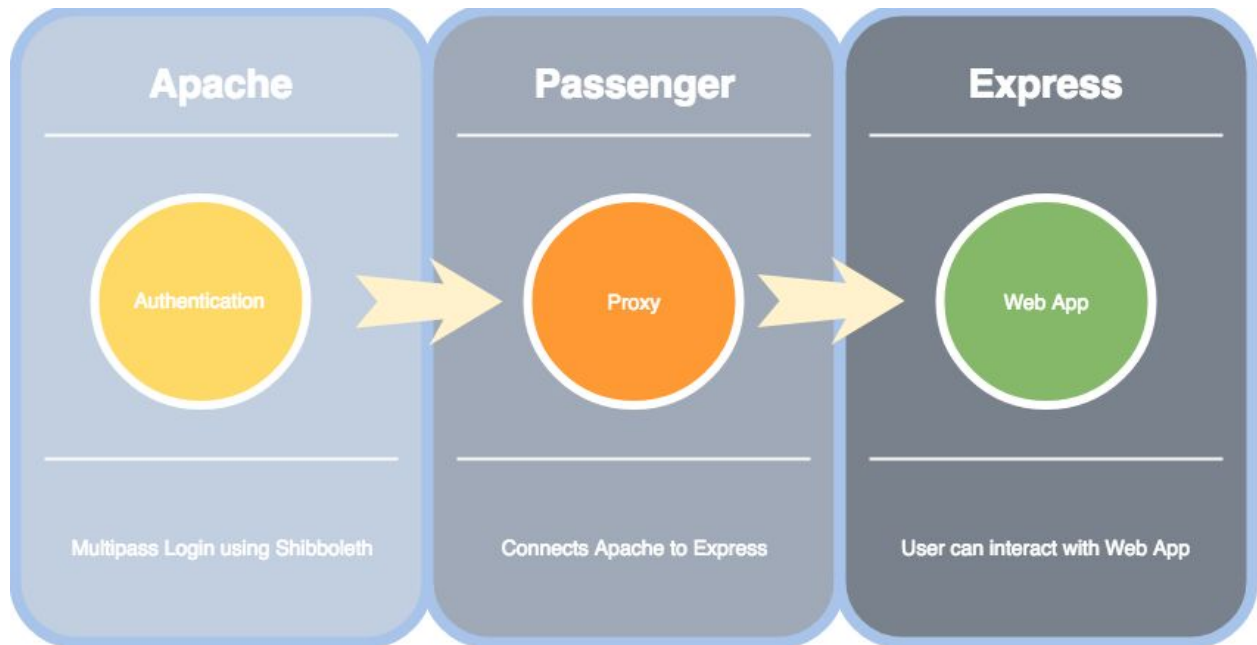 Apache
Authentication
Multipass Login using Shibboleth
Passenger
Proxy
Connects Apache to Express
Express
Web App
User can interact with Web App